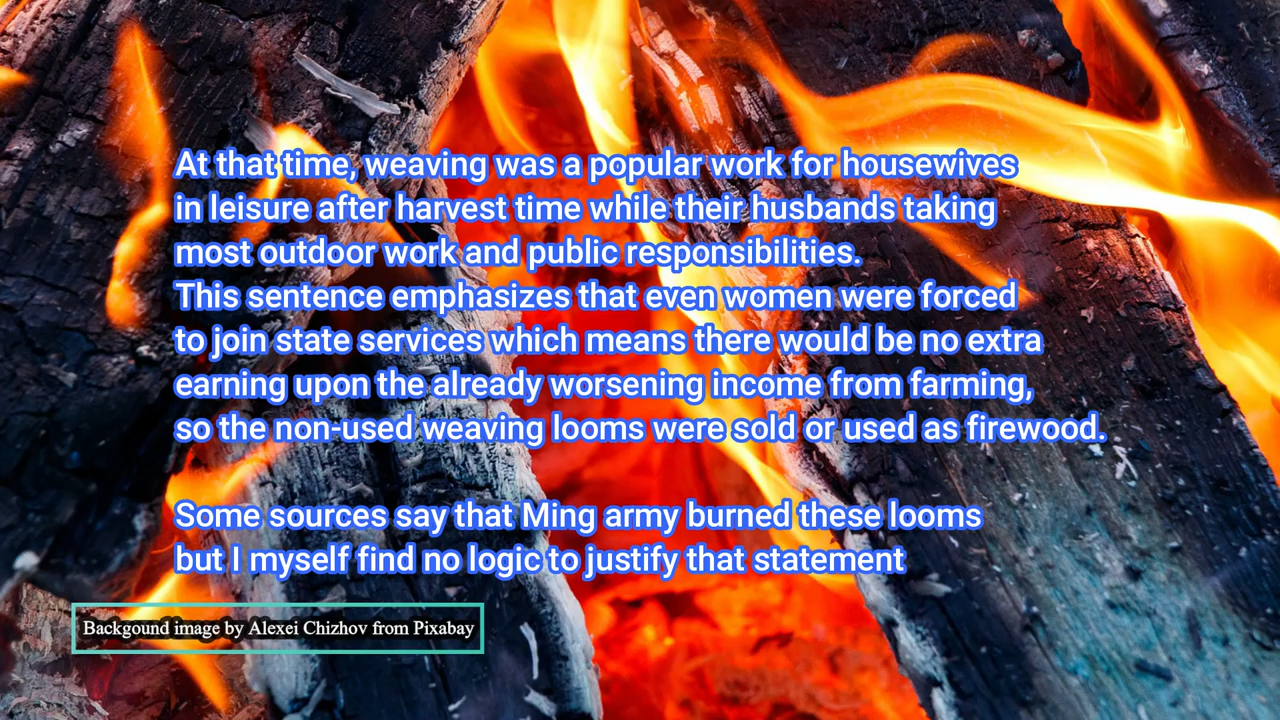 At that time, weaving was a popular work for housewives
in leisure after harvest time while their husbands taking
most outdoor work and public responsibilities.
This sentence emphasizes that even women were forced
to join state services which means there would be no extra
earning upon the already worsening income from farming,
so the non-used weaving looms were sold or used as firewood.
Some sources say that Ming army burned these looms
but I myself find no logic to justify that statement
Backgound image by Alexei Chizhov from Pixabay